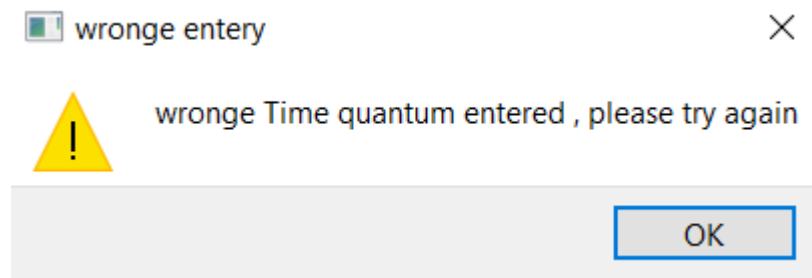 wronge entery
wronge Time quantum entered , please try again
OK